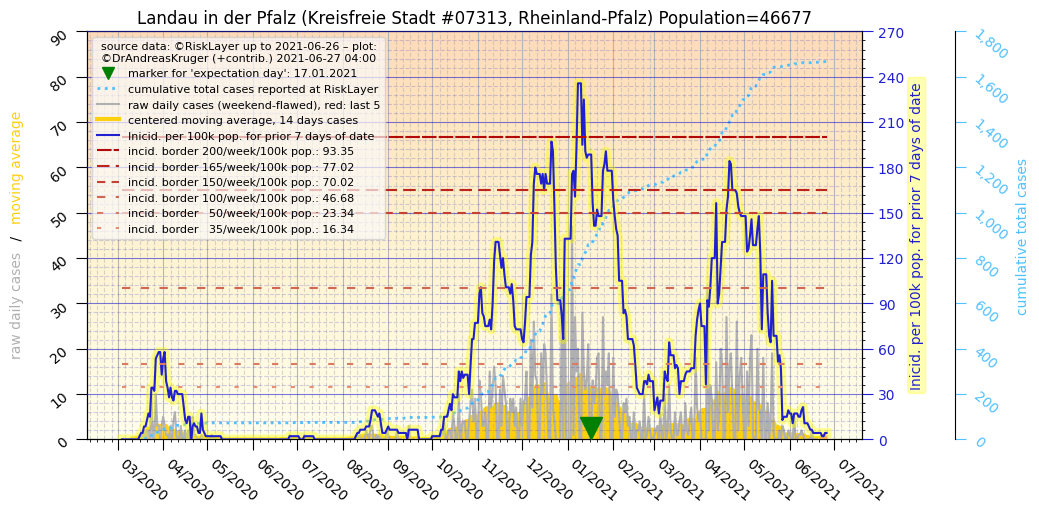 Landau in der Pfalz (Kreisfreie Stadt #07313, Rheinland-Pfalz) Population=46677
source data: ©RiskLayer up to 2021-06-26 – plot:
©DrAndreasKruger (+contrib.) 2021-06-27 04:00
marker for 'expectation day': 17.01.2021
cumulative total cases reported at RiskLayer
raw daily cases (weekend-flawed), red: last 5
centered moving average, 14 days cases
Inicid. per 100k pop. for prior 7 days of date
incid. border 200/week/100k pop.: 93.35
incid. border 165/week/100k pop.: 77.02
incid. border 150/week/100k pop.: 70.02
incid. border 100/week/100k pop.: 46.68
incid. border 50/week/100k pop.: 23.34
incid. border 35/week/100k pop.: 16.34
raw daily cases / moving average
90
80
70
60
50
40
30
20
10
0
03/2020
04/2020
05/2020
06/2020
07/2020
08/2020
09/2020
10/2020
11/2020
12/2020
01/2021
02/2021
03/2021
04/2021
05/2021
06/2021
07/2021
270
240
210
180
150
120
90
60
30
0
Inicid. per 100k pop. for prior 7 days of date
1,800
1,600
1,400
1,200
1,000
800
600
400
200
0
cumulative total cases